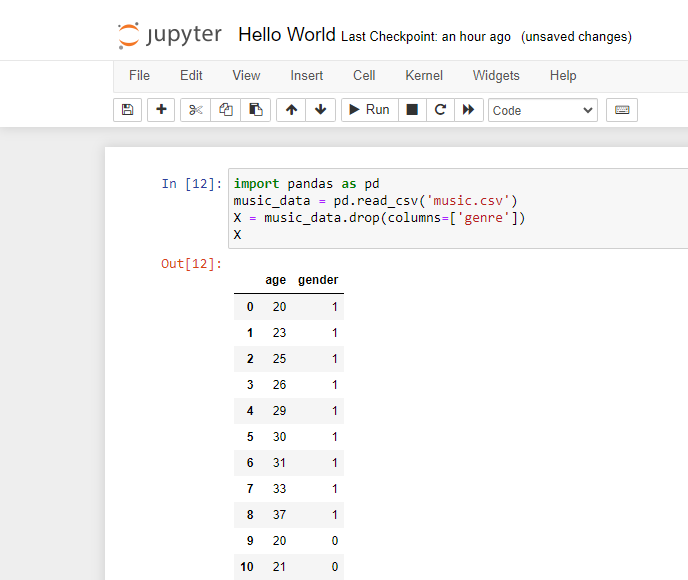 jupyter Hello World Last Checkpoint: an hour ago (unsaved changes)
File Edit View Insert Cell Kernel Widgets Help
Run Code
In [12]: import pandas as pd
music_data = pd.read_csv('music.csv')
X = music_data.drop(columns=['genre'])
X
Out[12]:
age gender
0 20 1
1 23 1
2 25 1
3 26 1
4 29 1
5 30 1
6 31 1
7 33 1
8 37 1
9 20 0
10 21 0